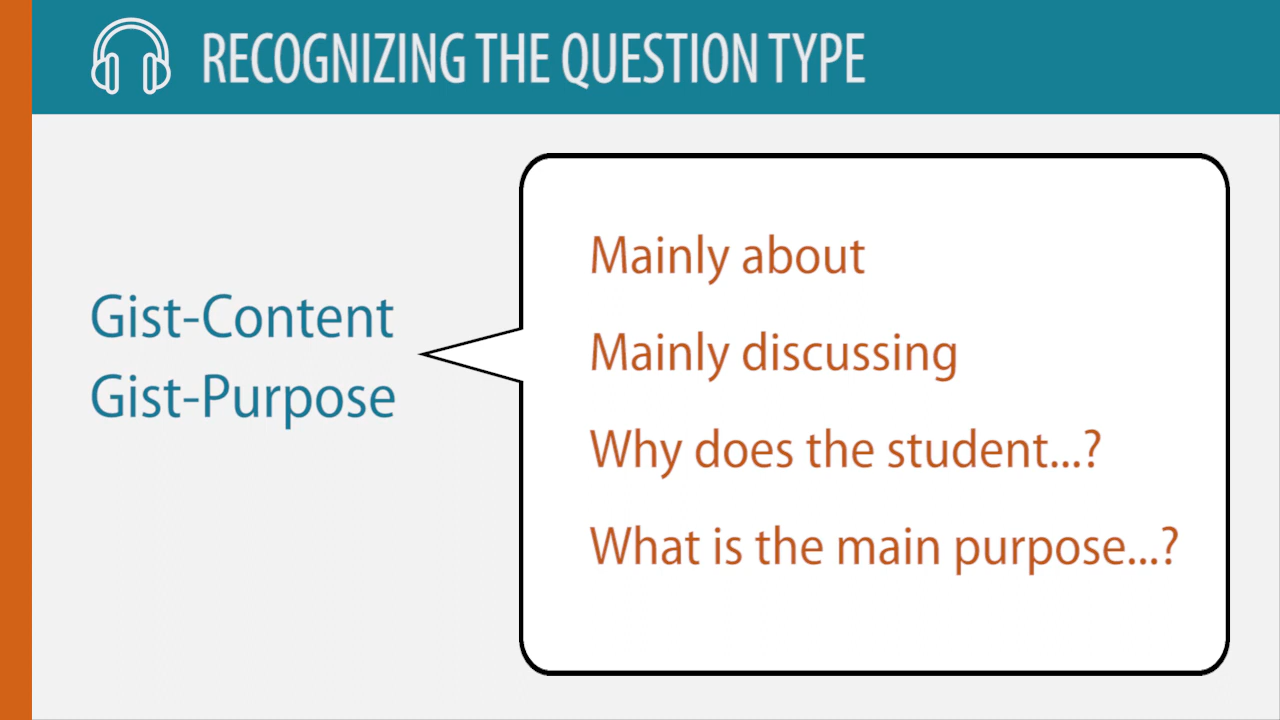 RECOGNIZING THE QUESTION TYPE
Gist-Content
Gist-Purpose
Mainly about
Mainly discussing
Why does the student...?
What is the main purpose...?